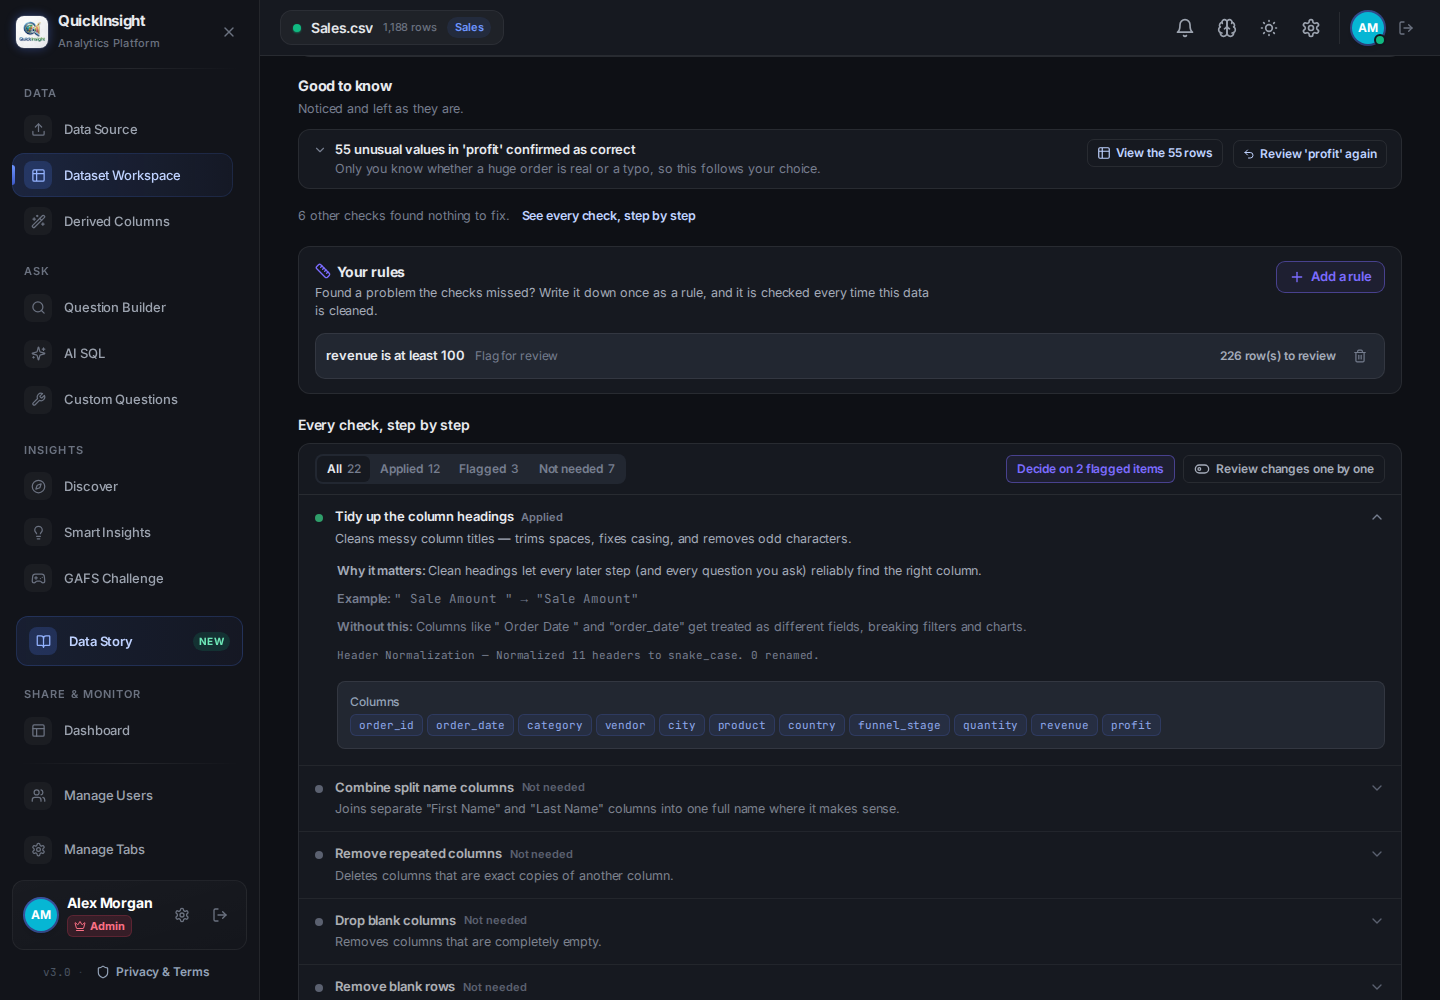 QuickInsight
Analytics Platform
Sales.csv 1,188 rows Sales
AM
DATA
Data Source
Dataset Workspace
Derived Columns
ASK
Question Builder
AI SQL
Custom Questions
INSIGHTS
Discover
Smart Insights
GAFS Challenge
Data Story NEW
SHARE & MONITOR
Dashboard
Manage Users
Manage Tabs
AM Alex Morgan
Admin
v3.0 · Privacy & Terms
Good to know
Noticed and left as they are.
55 unusual values in 'profit' confirmed as correct
Only you know whether a huge order is real or a typo, so this follows your choice.
View the 55 rows
Review 'profit' again
6 other checks found nothing to fix. See every check, step by step
Your rules
Found a problem the checks missed? Write it down once as a rule, and it is checked every time this data
is cleaned.
Add a rule
revenue is at least 100 Flag for review 226 row(s) to review
Every check, step by step
All 22 Applied 12 Flagged 3 Not needed 7
Decide on 2 flagged items
Review changes one by one
Tidy up the column headings Applied
Cleans messy column titles — trims spaces, fixes casing, and removes odd characters.
Why it matters: Clean headings let every later step (and every question you ask) reliably find the right column.
Example: " Sale Amount " → "Sale Amount"
Without this: Columns like " Order Date " and "order_date" get treated as different fields, breaking filters and charts.
Header Normalization — Normalized 11 headers to snake_case. 0 renamed.
Columns
order_id order_date category vendor city product country funnel_stage quantity revenue profit
Combine split name columns Not needed
Joins separate "First Name" and "Last Name" columns into one full name where it makes sense.
Remove repeated columns Not needed
Deletes columns that are exact copies of another column.
Drop blank columns Not needed
Removes columns that are completely empty.
Remove blank rows Not needed